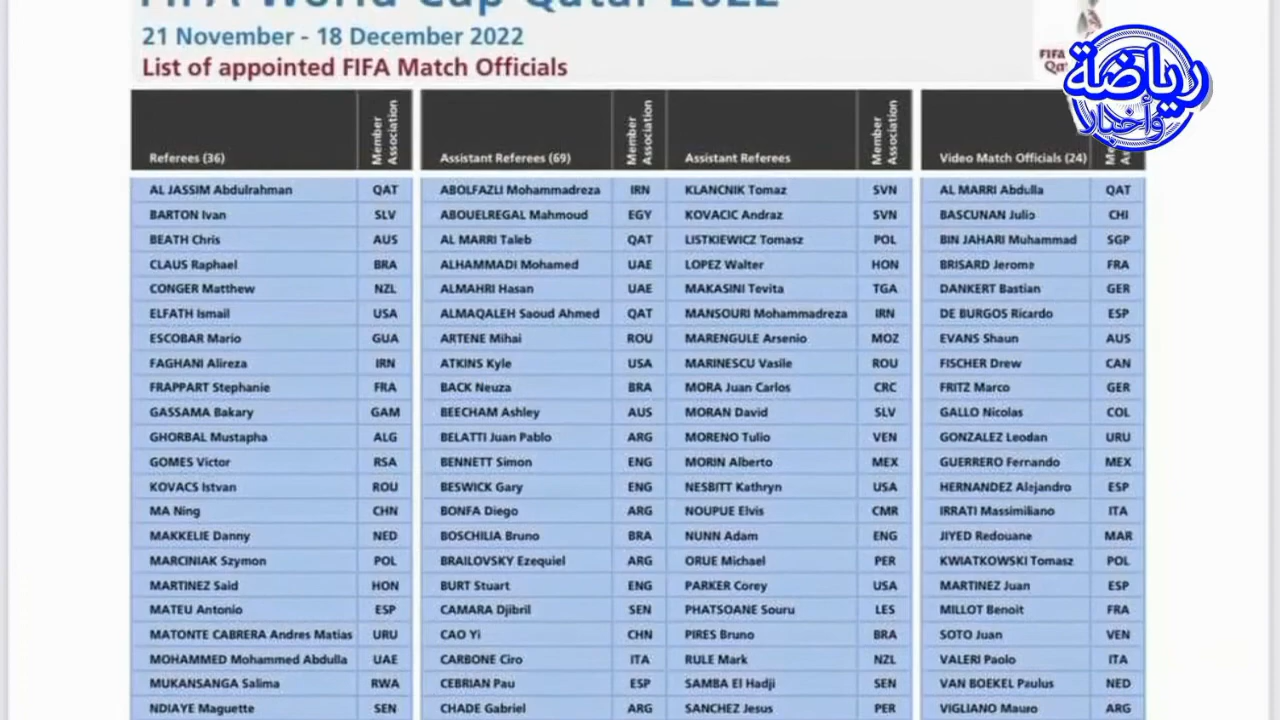 FIFA World Cup Qatar 2022
21 November - 18 December 2022
List of appointed FIFA Match Officials
FIFA
رياضة
وأخبار
Referees (36) Member Association Assistant Referees (69) Member Association Assistant Referees Member Association Video Match Officials (24)
AL JASSIM Abdulrahman QAT ABOLFAZLI Mohammadreza IRN KLANCNIK Tomaz SVN AL MARRI Abdulla QAT
BARTON Ivan SLV ABOUELREGAL Mahmoud EGY KOVACIC Andraz SVN BASCUNAN Julio CHI
BEATH Chris AUS AL MARRI Taleb QAT LISTKIEWICZ Tomasz POL BIN JAHARI Muhammad SGP
CLAUS Raphael BRA ALHAMMADI Mohamed UAE LOPEZ Walter HON BRISARD Jerome FRA
CONGER Matthew NZL ALMAHRI Hasan UAE MAKASINI Tevita TGA DANKERT Bastian GER
ELFATH Ismail USA ALMAQALEH Saoud Ahmed QAT MANSOURI Mohammadreza IRN DE BURGOS Ricardo ESP
ESCOBAR Mario GUA ARTENE Mihai ROU MARENGULE Arsenio MOZ EVANS Shaun AUS
FAGHANI Alireza IRN ATKINS Kyle USA MARINESCU Vasile ROU FISCHER Drew CAN
FRAPPART Stephanie FRA BACK Neuza BRA MORA Juan Carlos CRC FRITZ Marco GER
GASSAMA Bakary GAM BEECHAM Ashley AUS MORAN David SLV GALLO Nicolas COL
GHORBAL Mustapha ALG BELATTI Juan Pablo ARG MORENO Tulio VEN GONZALEZ Leodan URU
GOMES Victor RSA BENNETT Simon ENG MORIN Alberto MEX GUERRERO Fernando MEX
KOVACS Istvan ROU BESWICK Gary ENG NESBITT Kathryn USA HERNANDEZ Alejandro ESP
MA Ning CHN BONFA Diego ARG NOUPUE Elvis CMR IRRATI Massimiliano ITA
MAKKELIE Danny NED BOSCHILIA Bruno BRA NUNN Adam ENG JIYED Redouane MAR
MARCINIAK Szymon POL BRAILOVSKY Ezequiel ARG ORUE Michael PER KWIATKOWSKI Tomasz POL
MARTINEZ Said HON BURT Stuart ENG PARKER Corey USA MARTINEZ Juan ESP
MATEU Antonio ESP CAMARA Djibril SEN PHATSOANE Souru LES MILLOT Benoit FRA
MATONTE CABRERA Andres Matias URU CAO Yi CHN PIRES Bruno BRA SOTO Juan VEN
MOHAMMED Mohammed Abdulla UAE CARBONE Ciro ITA RULE Mark NZL VALERI Paolo ITA
MUKANSANGA Salima RWA CEBRIAN Pau ESP SAMBA El Hadji SEN VAN BOEKEL Paulus NED
NDIAYE Maguette SEN CHADE Gabriel ARG SANCHEZ Jesus PER VIGLIANO Mauro ARG